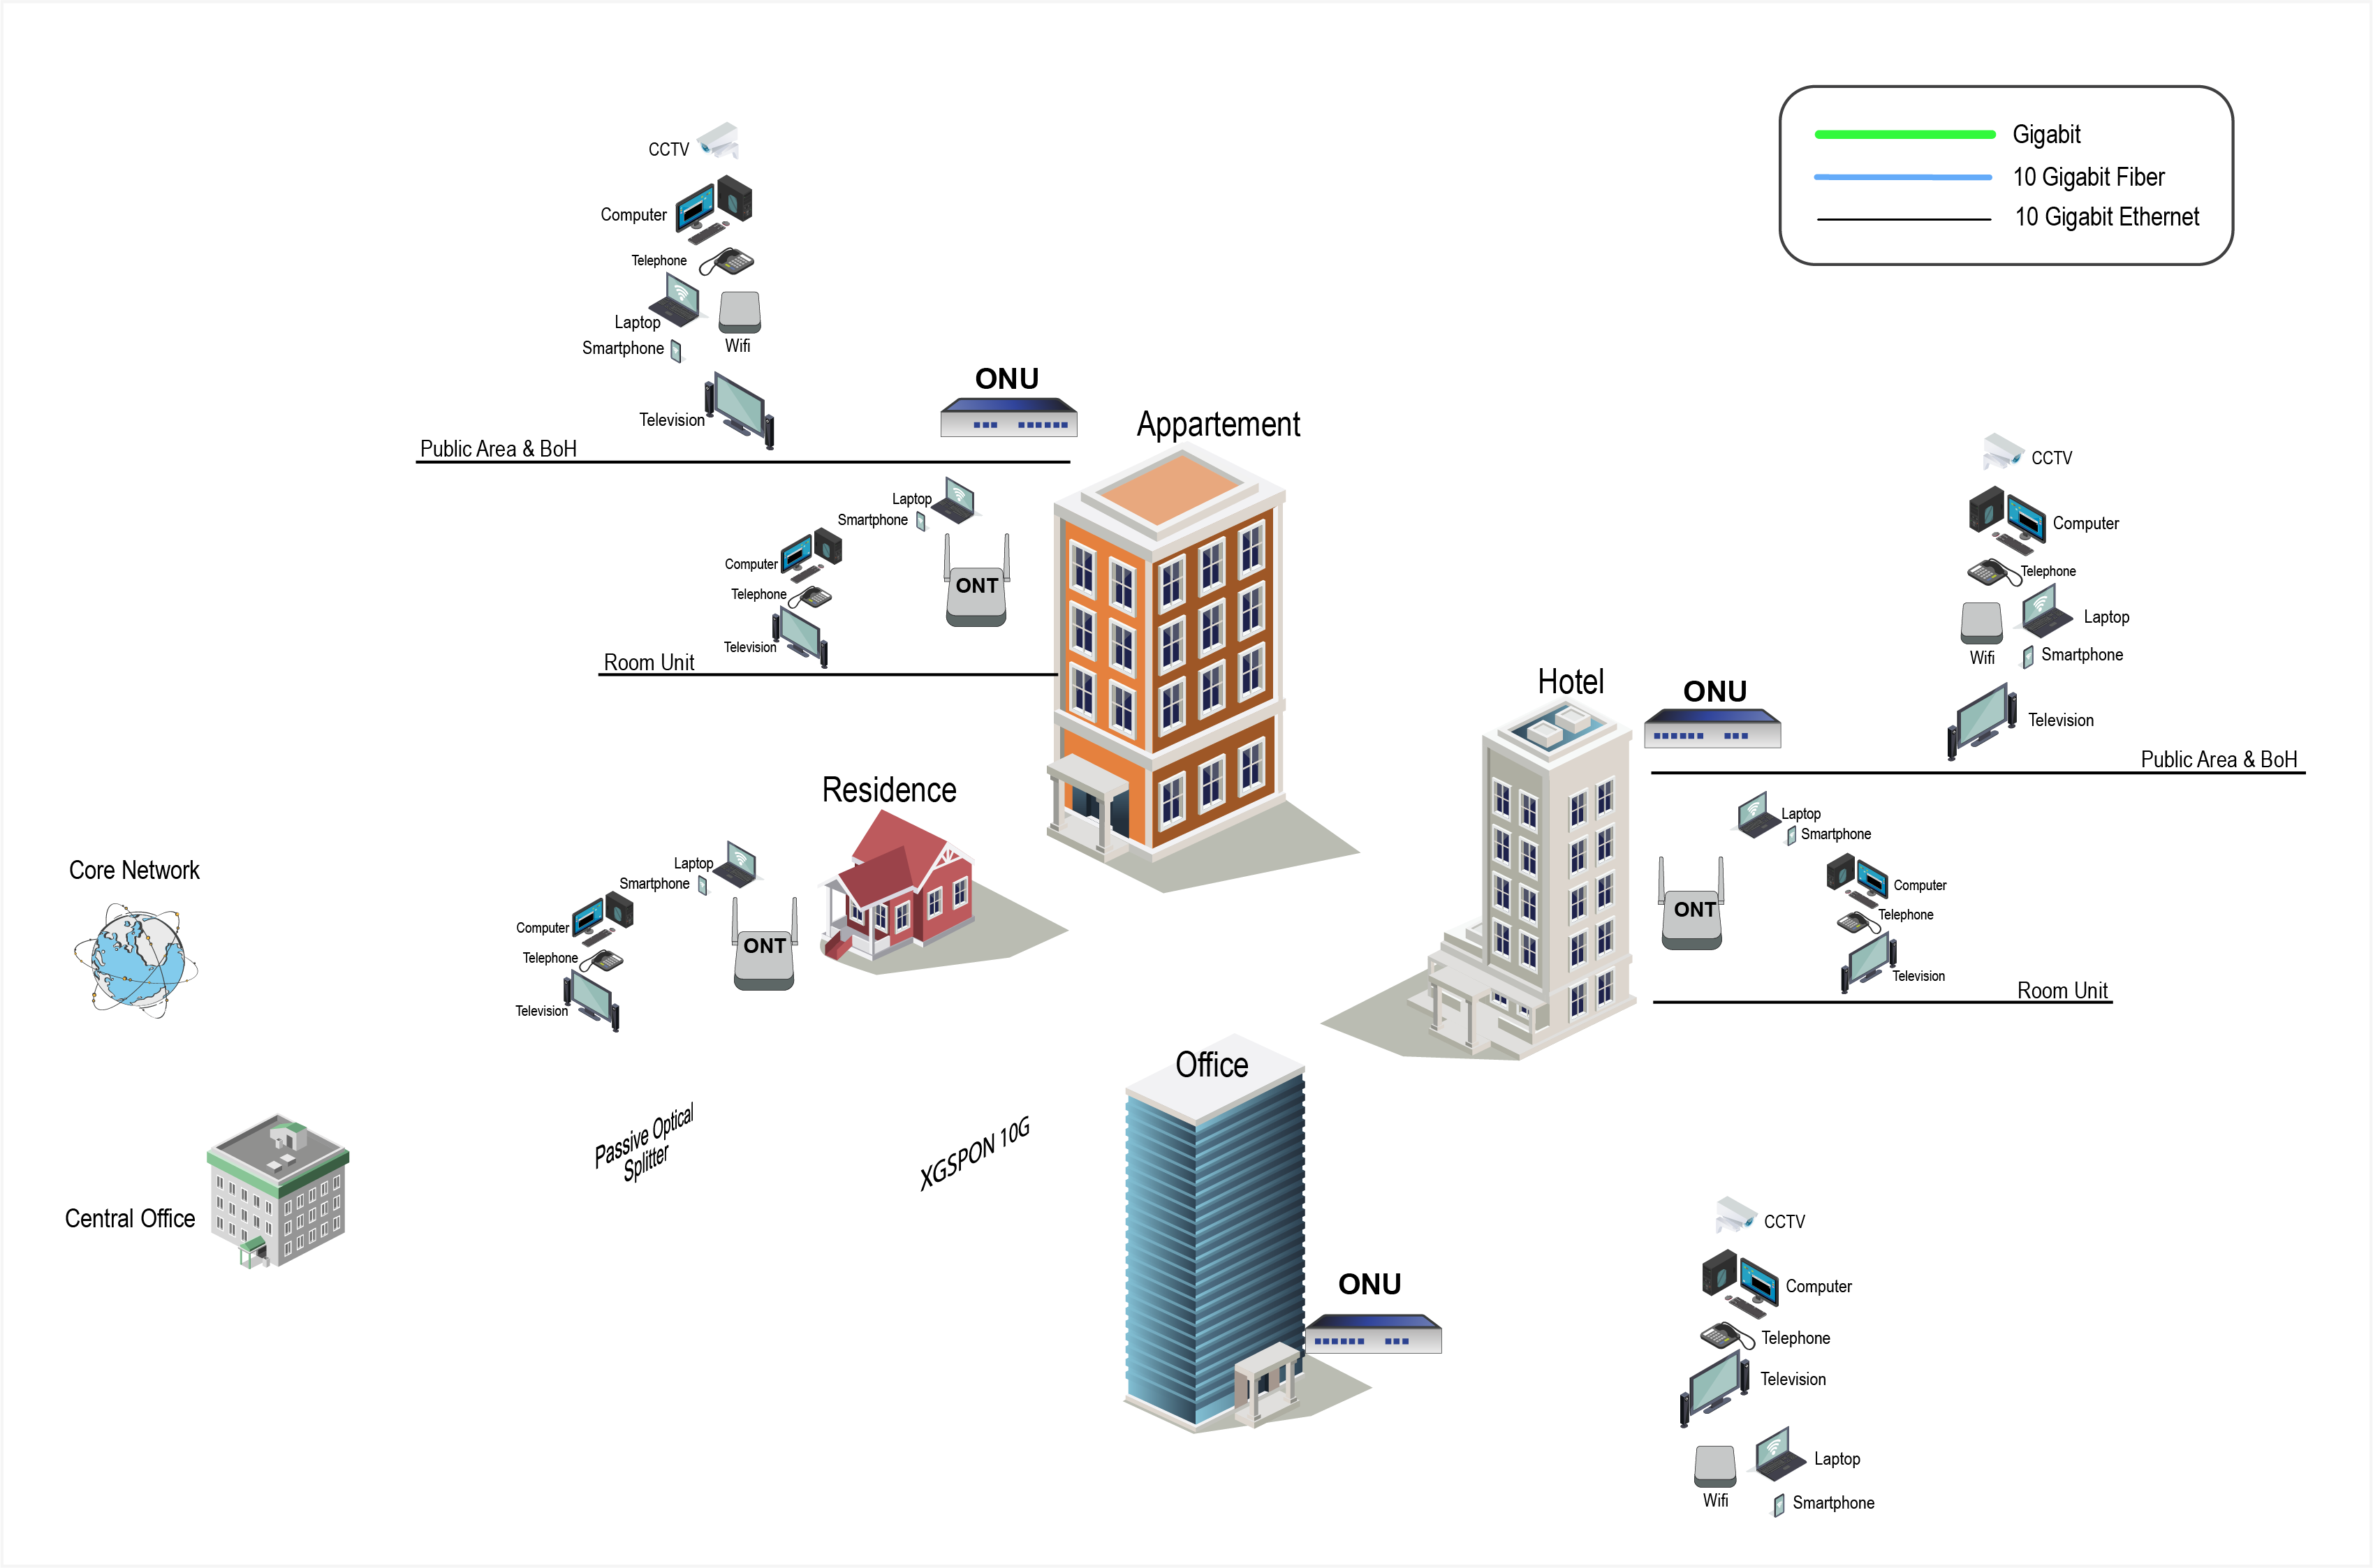 Gigabit
10 Gigabit Fiber
10 Gigabit Ethernet
CCTV
Computer
Telephone
Laptop
Smartphone
Wifi
Television
Public Area & BoH
ONU
Appartement
Laptop
Smartphone
Computer
Telephone
Television
ONT
Room Unit
CCTV
Computer
Telephone
Laptop
Wifi
Smartphone
Television
Public Area & BoH
Hotel
ONU
Laptop
Smartphone
Computer
Telephone
Television
ONT
Room Unit
Residence
Laptop
Smartphone
Computer
Telephone
Television
ONT
Core Network
Central Office
Passive Optical
Splitter
XGSPON 10G
Office
ONU
CCTV
Computer
Telephone
Television
Laptop
Wifi
Smartphone